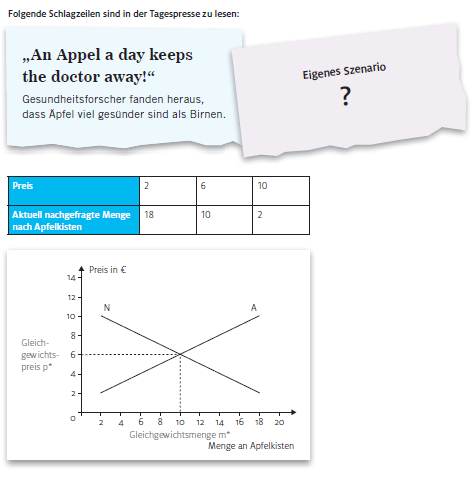 Folgende Schlagzeilen sind in der Tagespresse zu lesen:
„An Appel a day keeps
the doctor away!“
Gesundheitsforscher fanden heraus,
dass Äpfel viel gesünder sind als Birnen.
Eigenes Szenario
?
Preis 2 6 10
Aktuell nachgefragte Menge 18 10 2
nach Apfelkisten
Preis in €
14
12
10
8
6
4
2
0
N
A
Gleich-
gewichts-
preis p*
2 4 6 8 10 12 14 16 18 20
Gleichgewichtsmenge m*
Menge an Apfelkisten